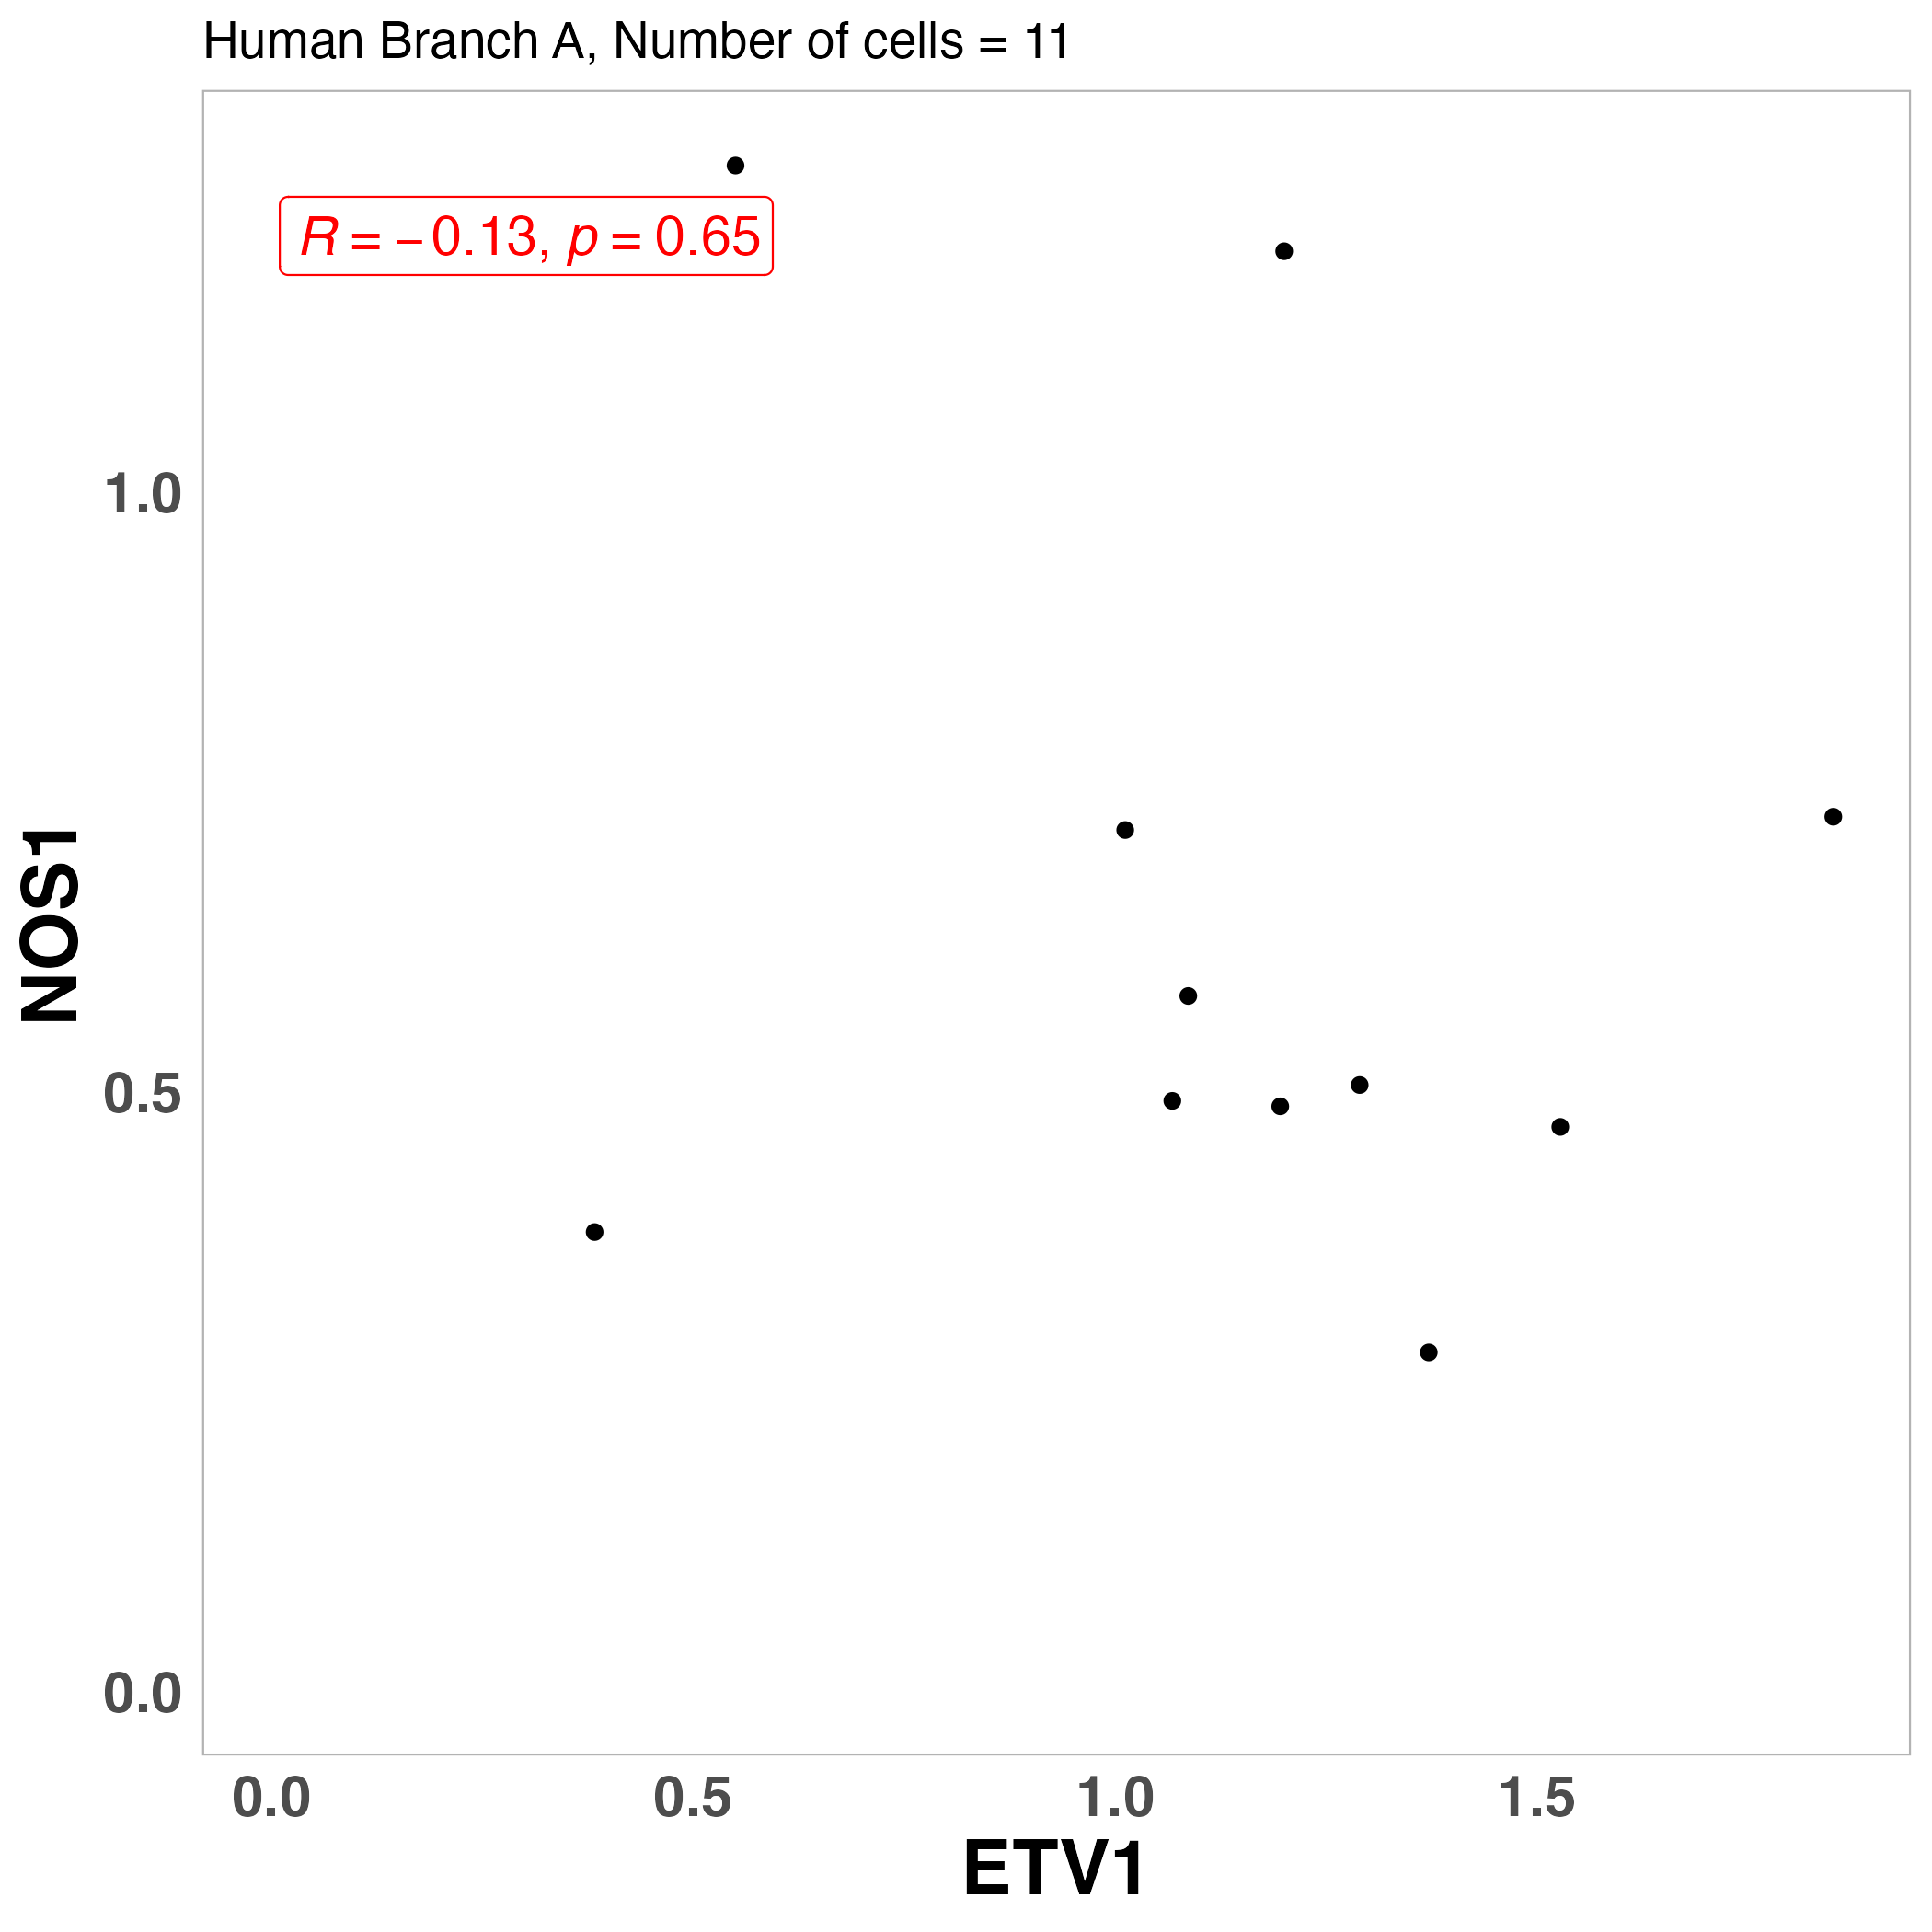 Human Branch A, Number of cells = 11
R = −0.13, p = 0.65
1.0
0.5
0.0
NOS1
0.0 0.5 1.0 1.5
ETV1